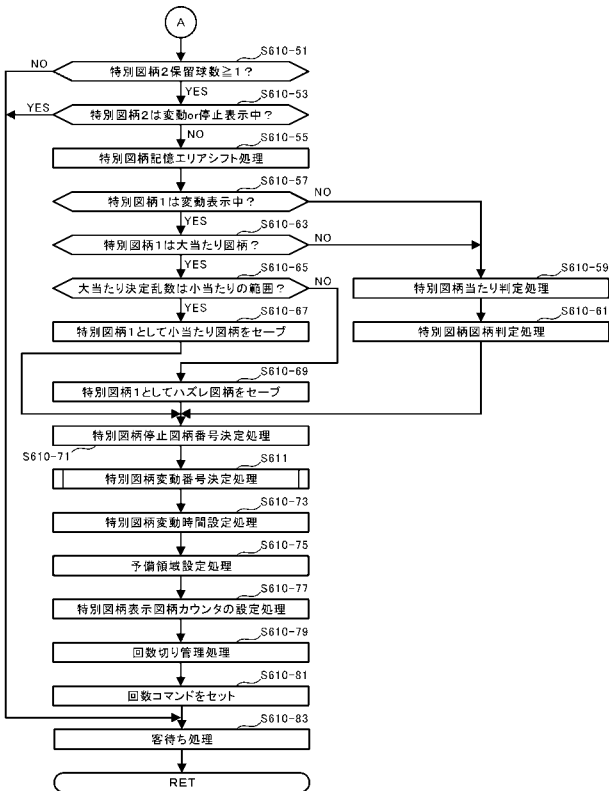 A
S610-51
NO
特別図柄2保留球数≧1?
YES
S610-53
YES
特別図柄2は変動or停止表示中?
NO
S610-55
特別図柄記憶エリアシフト処理
S610-57
特別図柄1は変動表示中?
NO
YES
S610-63
特別図柄1は大当たり図柄?
NO
YES
S610-65
大当たり決定乱数は小当たりの範囲?
NO
S610-59
特別図柄当たり判定処理
YES
S610-67
特別図柄1として小当たり図柄をセーブ
S610-61
特別図柄図柄判定処理
S610-69
特別図柄1としてハズレ図柄をセーブ
特別図柄停止図柄番号決定処理
S610-71
S611
特別図柄変動番号決定処理
S610-73
特別図柄変動時間設定処理
S610-75
予備領域設定処理
S610-77
特別図柄表示図柄カウンタの設定処理
S610-79
回数切り管理処理
S610-81
回数コマンドをセット
S610-83
客待ち処理
RET